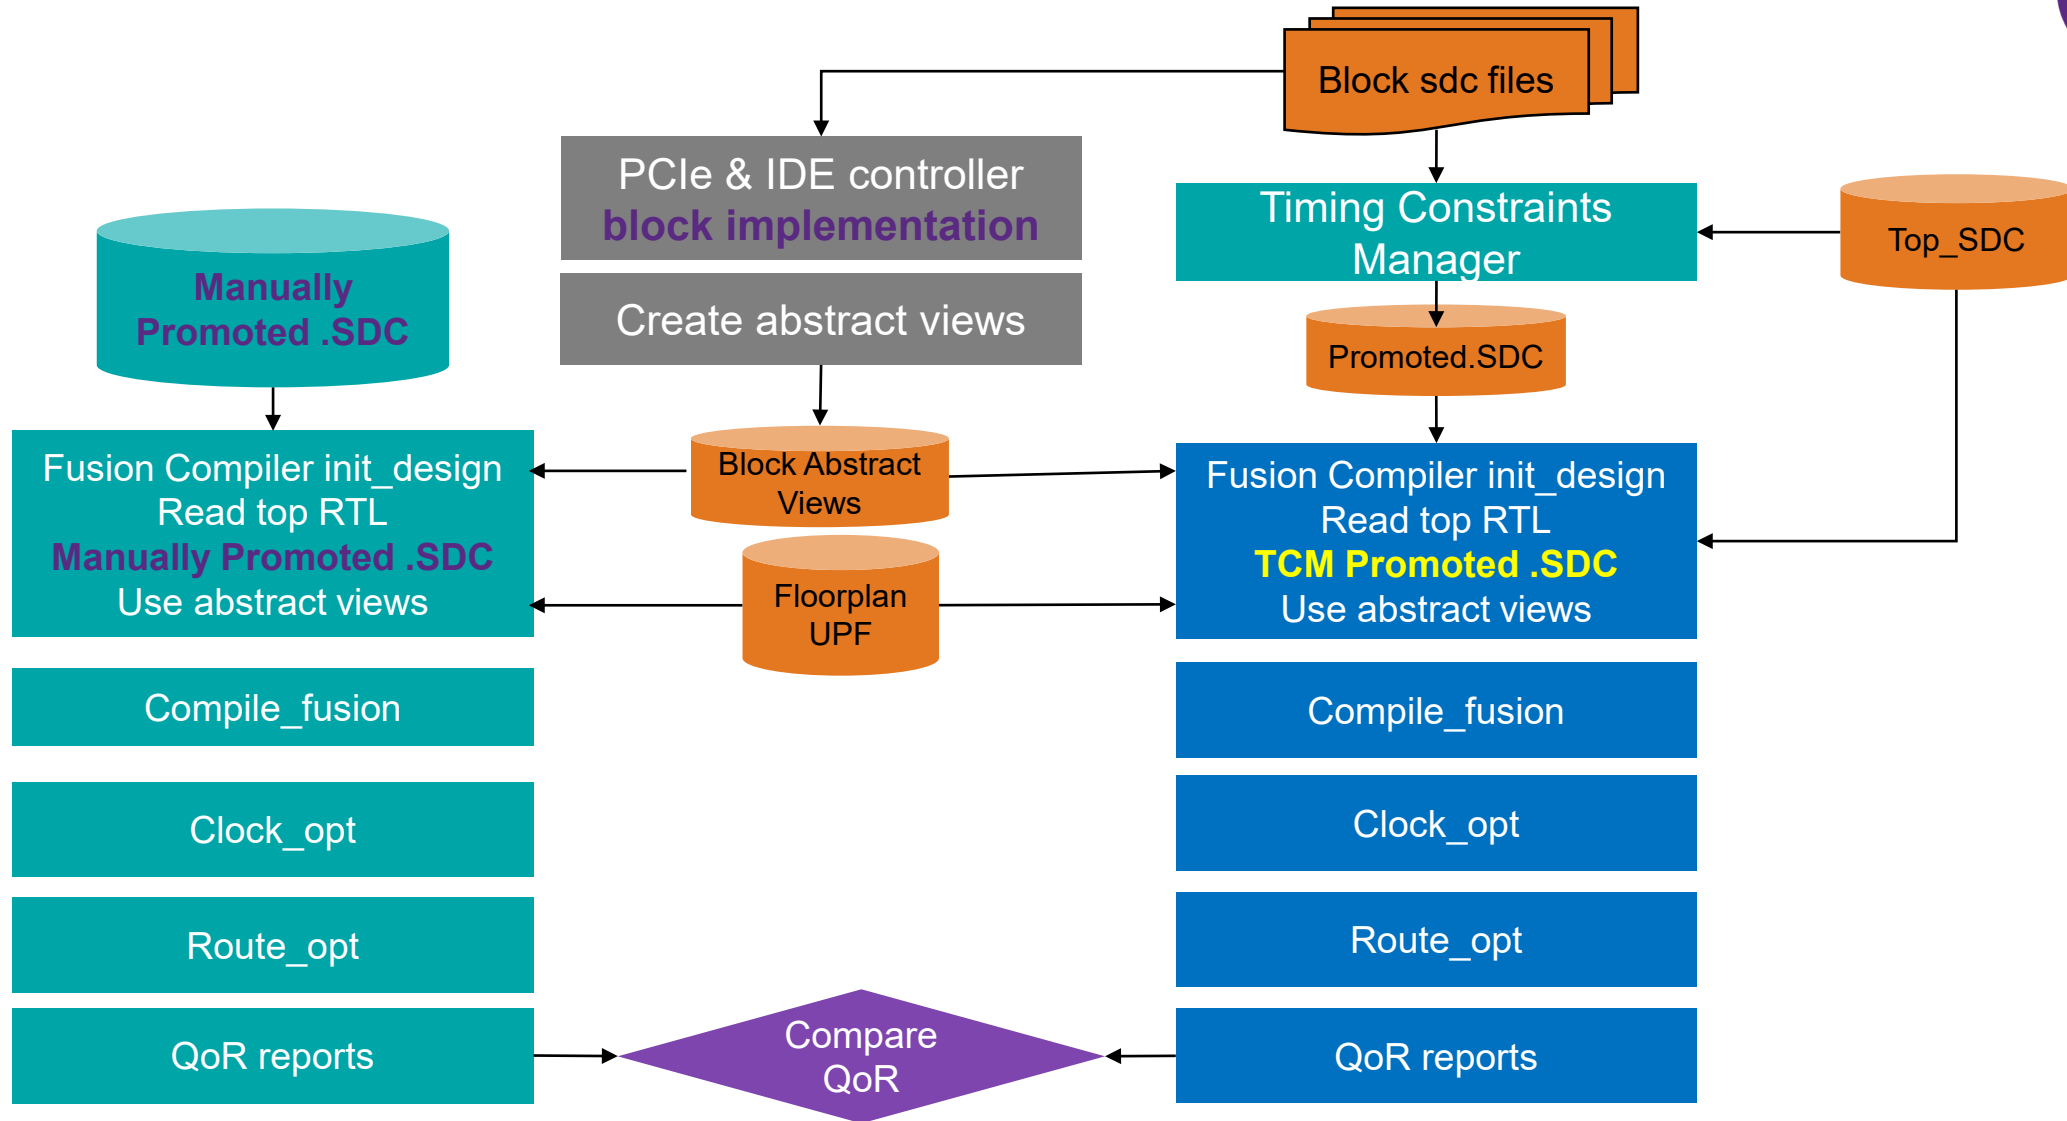 Block sdc files
PCIe & IDE controller
block implementation
Timing Constraints
Manager
Top_SDC
Manually
Promoted .SDC
Create abstract views
Promoted.SDC
Fusion Compiler init_design
Read top RTL
Manually Promoted .SDC
Use abstract views
Block Abstract
Views
Floorplan
UPF
Fusion Compiler init_design
Read top RTL
TCM Promoted .SDC
Use abstract views
Compile_fusion
Compile_fusion
Clock_opt
Clock_opt
Route_opt
Route_opt
QoR reports
Compare
QoR
QoR reports